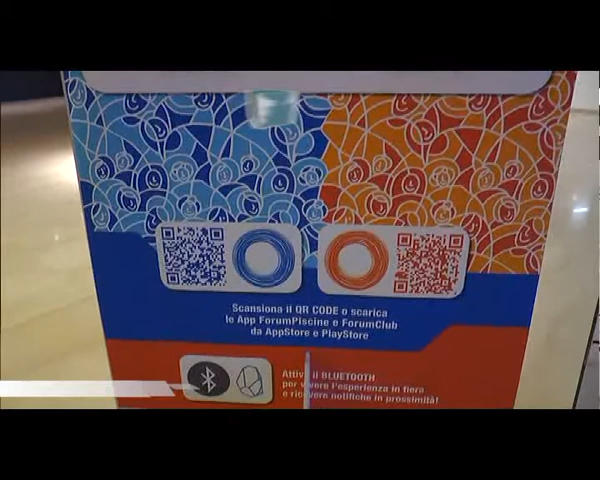 Scansiona il QR CODE o scarica
le App ForumPiscine e ForumClub
da AppStore e PlayStore
Attiva il BLUETOOTH
per vivere l'esperienza in fiera
e ricevere notifiche in prossimità!